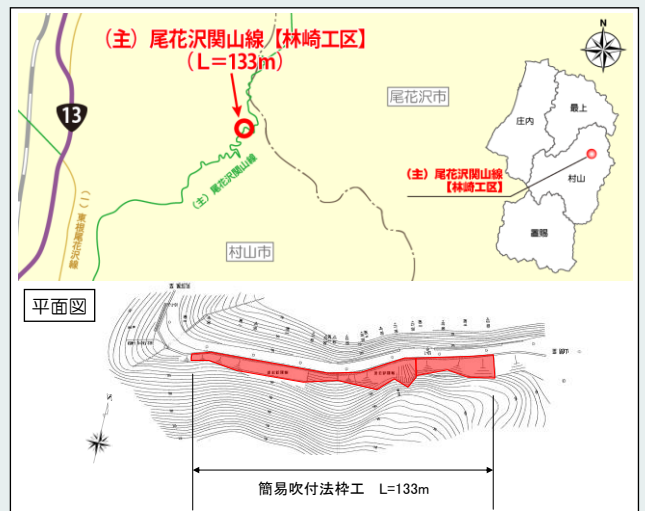 (主) 尾花沢関山線【林崎工区】
(L=133m)
N
尾花沢市
13
最上
庄内
(主) 尾花沢関山線
【林崎工区】
村山
(主) 尾花沢関山線
(一) 東根尾花沢線
村山市
置賜
平面図
簡易吹付法枠工 L=133m